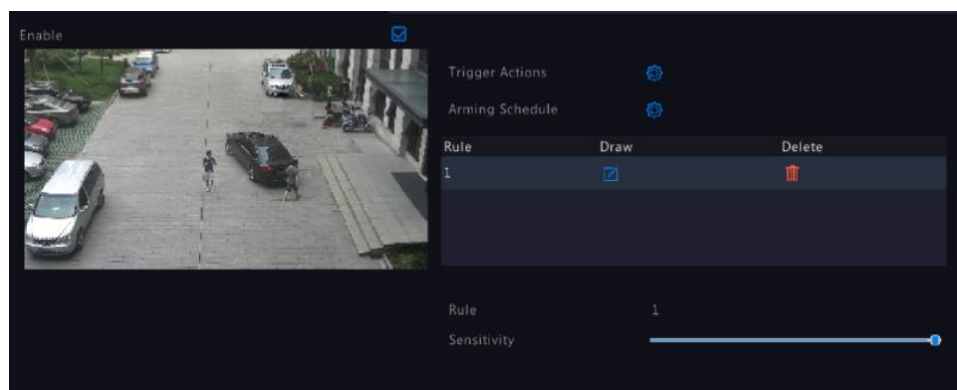 Enable
Trigger Actions
Arming Schedule
Rule Draw Delete
1
Rule 1
Sensitivity